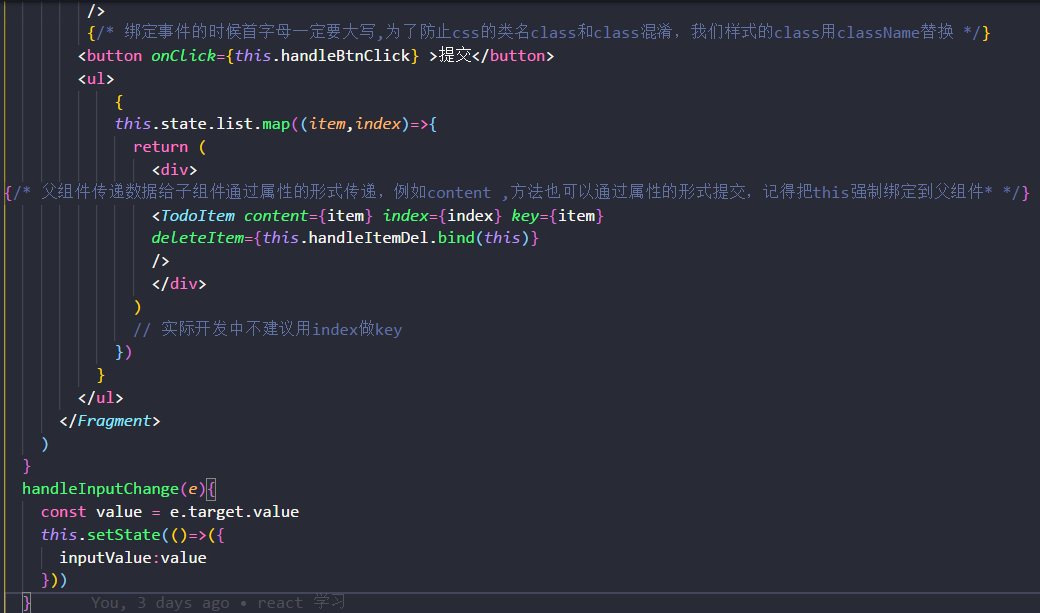 />
{/* 绑定事件的时候首字母一定要大写,为了防止css的类名class和class混淆，我们样式的class用className替换 */}
<button onClick={this.handleBtnClick} >提交</button>
<ul>
{
this.state.list.map((item,index)=>{
return (
<div>
{/* 父组件传递数据给子组件通过属性的形式传递，例如content ,方法也可以通过属性的形式提交，记得把this强制绑定到父组件* */}
<TodoItem content={item} index={index} key={item}
deleteItem={this.handleItemDel.bind(this)}
/>
</div>
)
// 实际开发中不建议用index做key
})
}
</ul>
</Fragment>
)
}
handleInputChange(e){
const value = e.target.value
this.setState(()=>({
inputValue:value
}))
} You, 3 days ago • react 学习